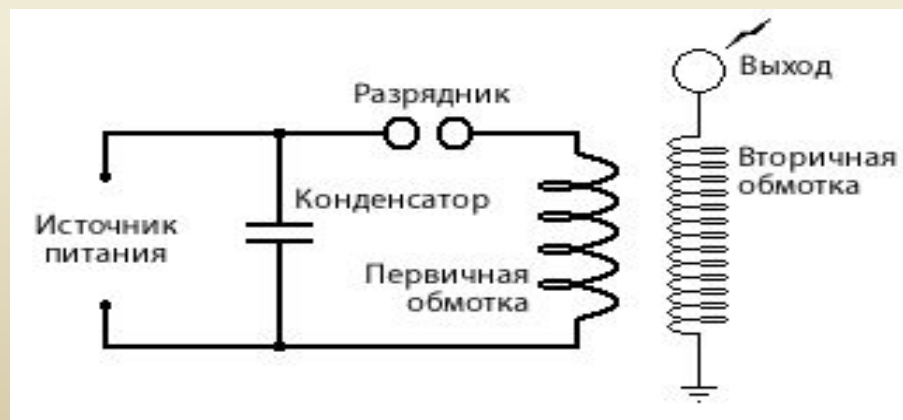 Разрядник
Выход
Вторичная
обмотка
Конденсатор
Источник
питания
Первичная
обмотка